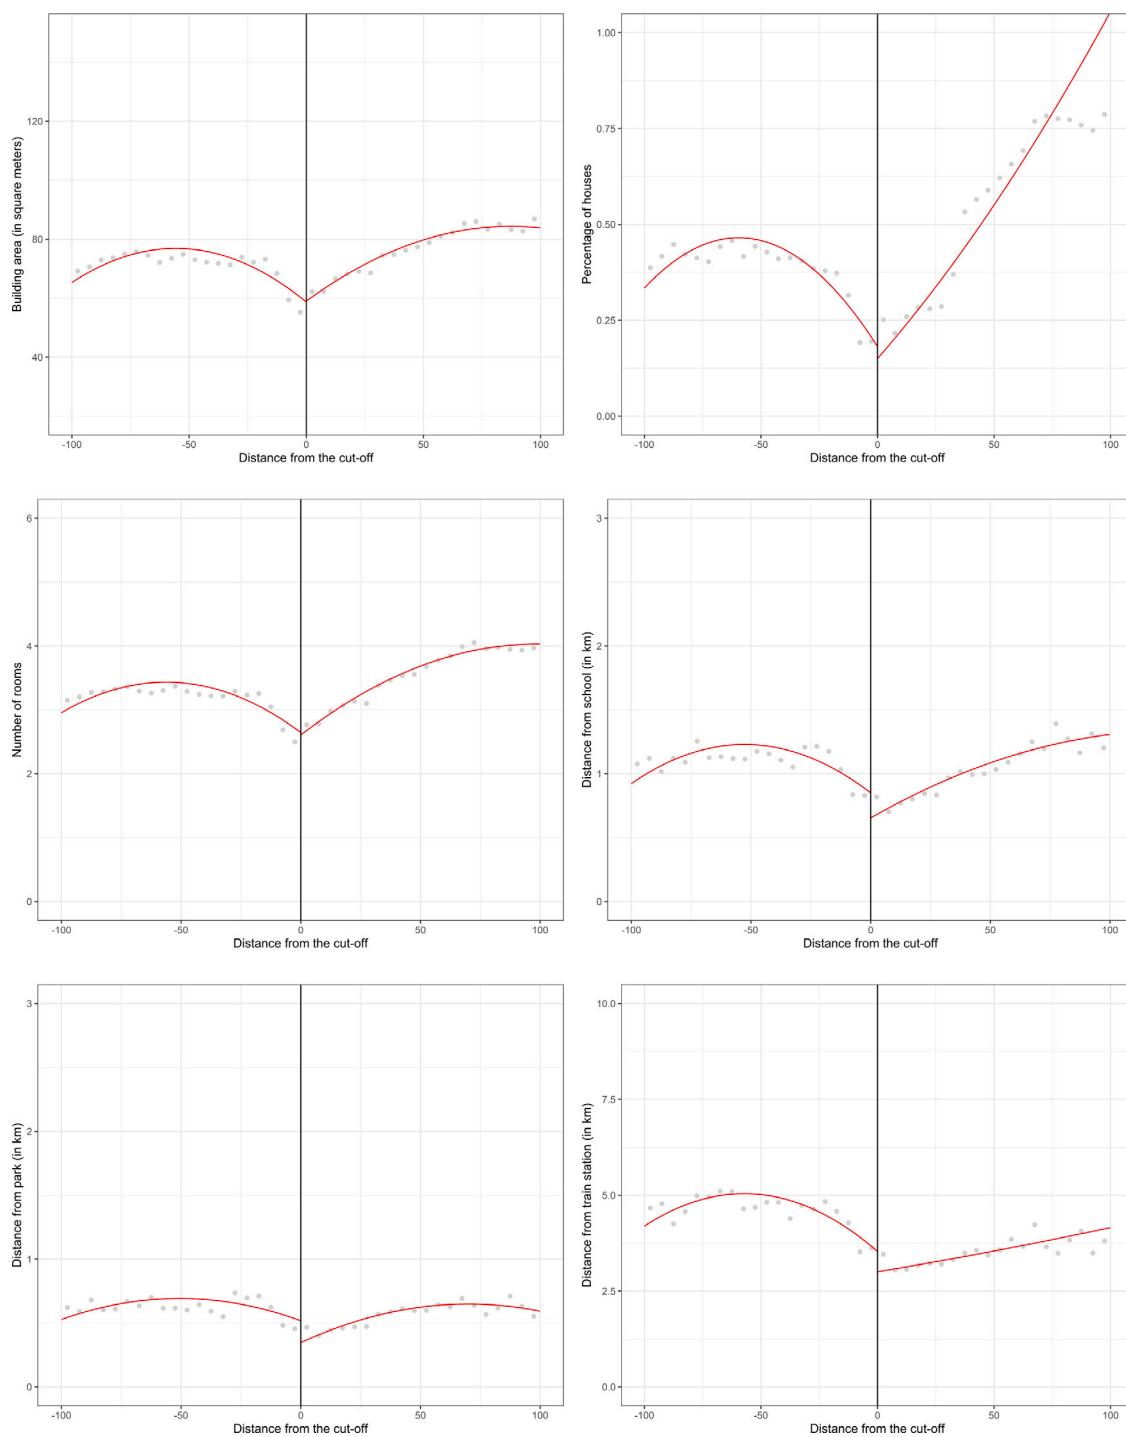 Building area (in square meters)
120
80
40
-100 -50 0 50 100
Distance from the cut-off
Percentage of houses
1.00
0.75
0.50
0.25
0.00
-100 -50 0 50 100
Distance from the cut-off
Number of rooms
6
4
2
0
-100 -50 0 50 100
Distance from the cut-off
Distance from school (in km)
3
2
1
0
-100 -50 0 50 100
Distance from the cut-off
Distance from park (in km)
3
2
1
0
-100 -50 0 50 100
Distance from the cut-off
Distance from train station (in km)
10.0
7.5
5.0
2.5
0.0
-100 -50 0 50 100
Distance from the cut-off